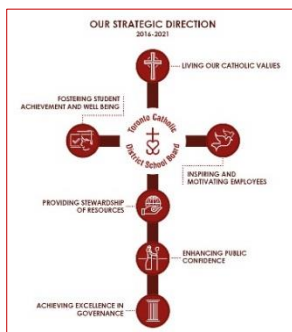 OUR STRATEGIC DIRECTION
2016-2021
LIVING OUR CATHOLIC VALUES
FOSTERING STUDENT
ACHIEVEMENT AND WELL BEING
Toronto Catholic
District School Board
INSPIRING AND
MOTIVATING EMPLOYEES
PROVIDING STEWARDSHIP
OF RESOURCES
ENHANCING PUBLIC
CONFIDENCE
ACHIEVING EXCELLENCE IN
GOVERNANCE